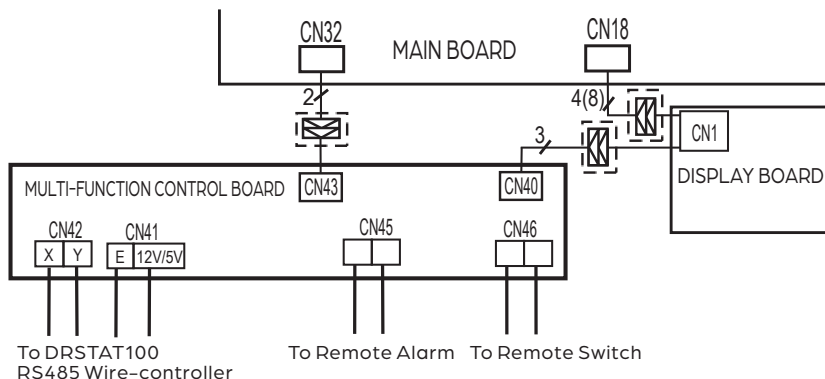 CN32
MAIN BOARD
CN18
2
4(8)
CN1
3
MULTI-FUNCTION CONTROL BOARD
CN43
CN40
DISPLAY BOARD
CN42
CN41
CN45
CN46
X Y
E 12V/5V
To DRSTAT100
RS485 Wire-controller
To Remote Alarm
To Remote Switch